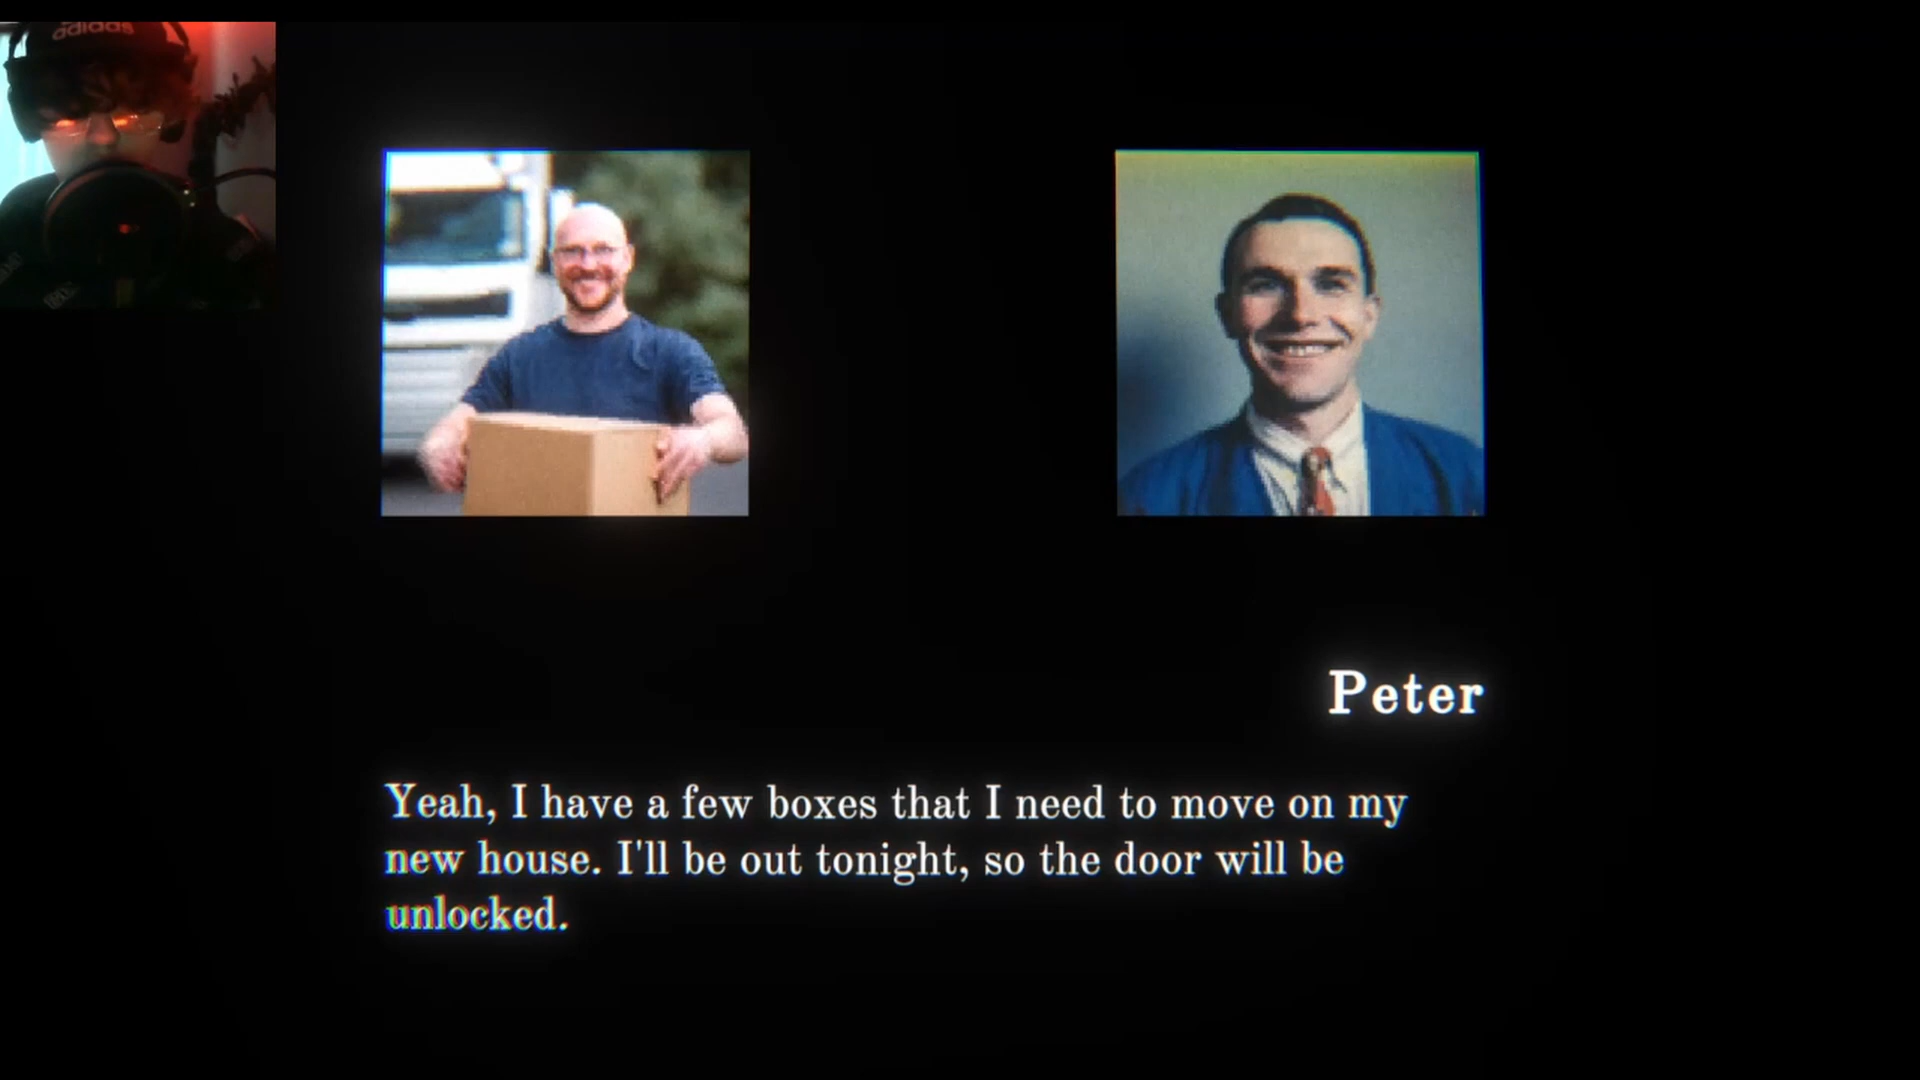 adidas
Peter
Yeah, I have a few boxes that I need to move on my
new house. I'll be out tonight, so the door will be
unlocked.